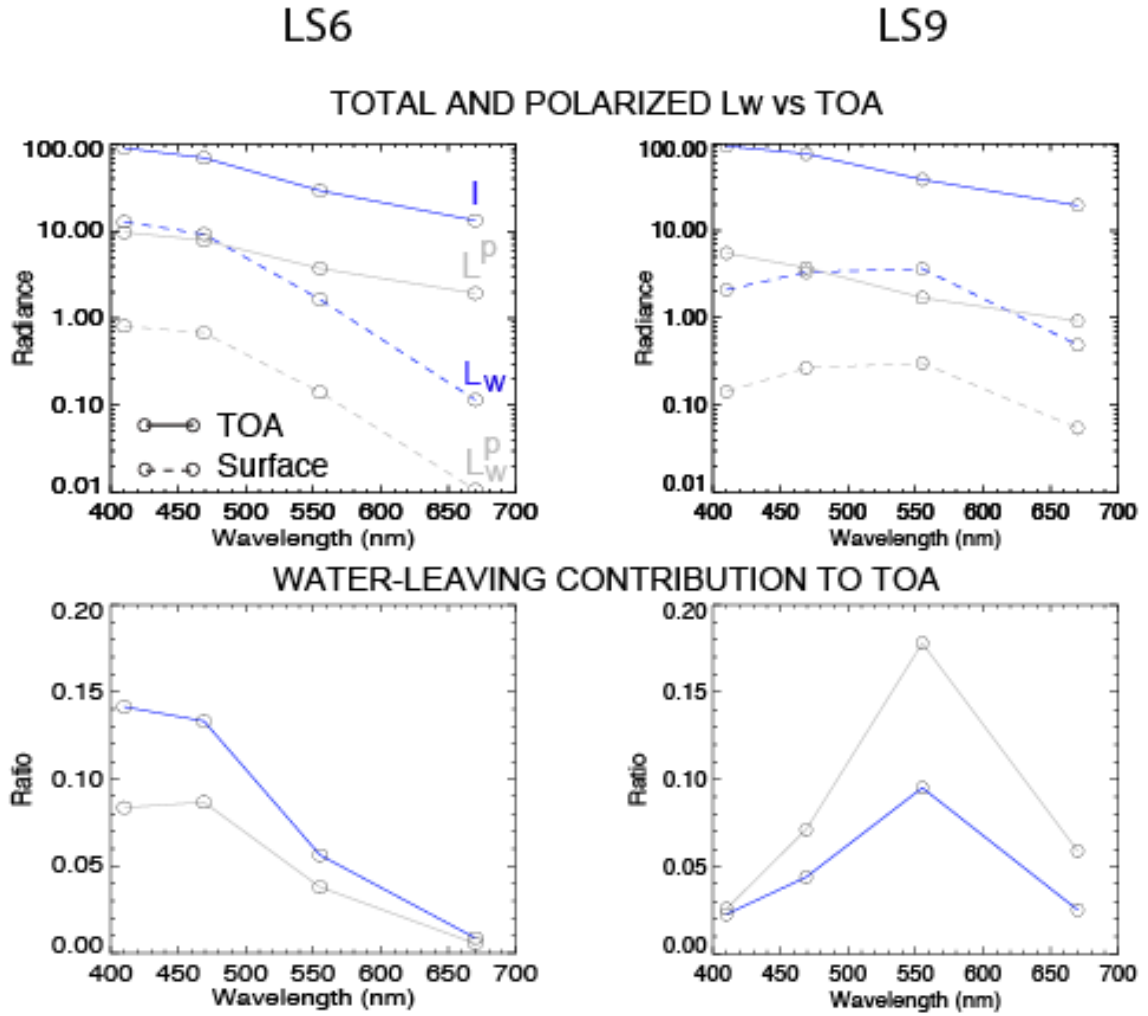 LS6 LS9
TOTAL AND POLARIZED Lw vs TOA
100.00
10.00
1.00
0.10
0.01
Radiance
I
L^p
L_w
L_w^p
TOA
Surface
400 450 500 550 600 650 700
Wavelength (nm)
100.00
10.00
1.00
0.10
0.01
Radiance
400 450 500 550 600 650 700
Wavelength (nm)
WATER-LEAVING CONTRIBUTION TO TOA
0.20
0.15
0.10
0.05
0.00
Ratio
400 450 500 550 600 650 700
Wavelength (nm)
0.20
0.15
0.10
0.05
0.00
Ratio
400 450 500 550 600 650 700
Wavelength (nm)